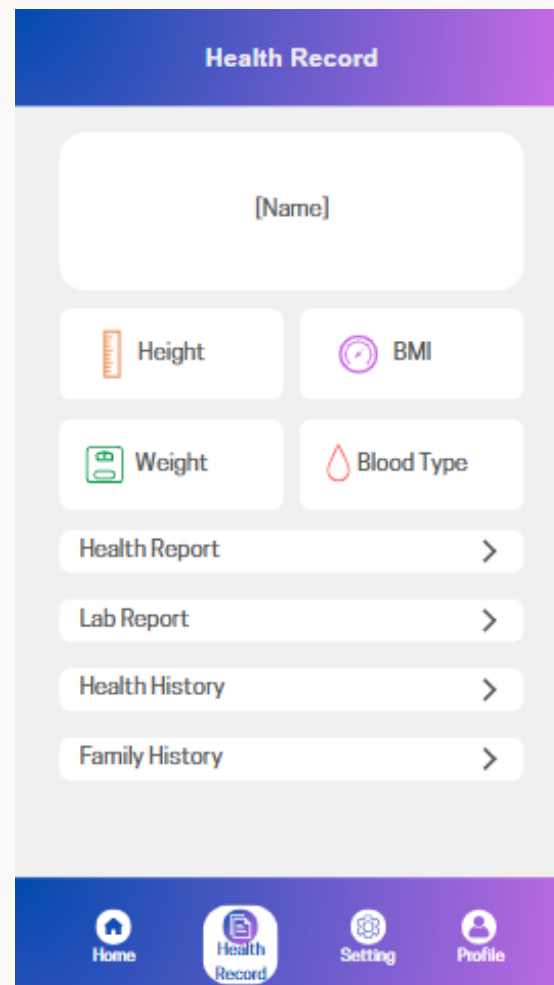 Health Record
[Name]
Height
BMI
Weight
Blood Type
Health Report
Lab Report
Health History
Family History
Home
Health
Record
Setting
Profile